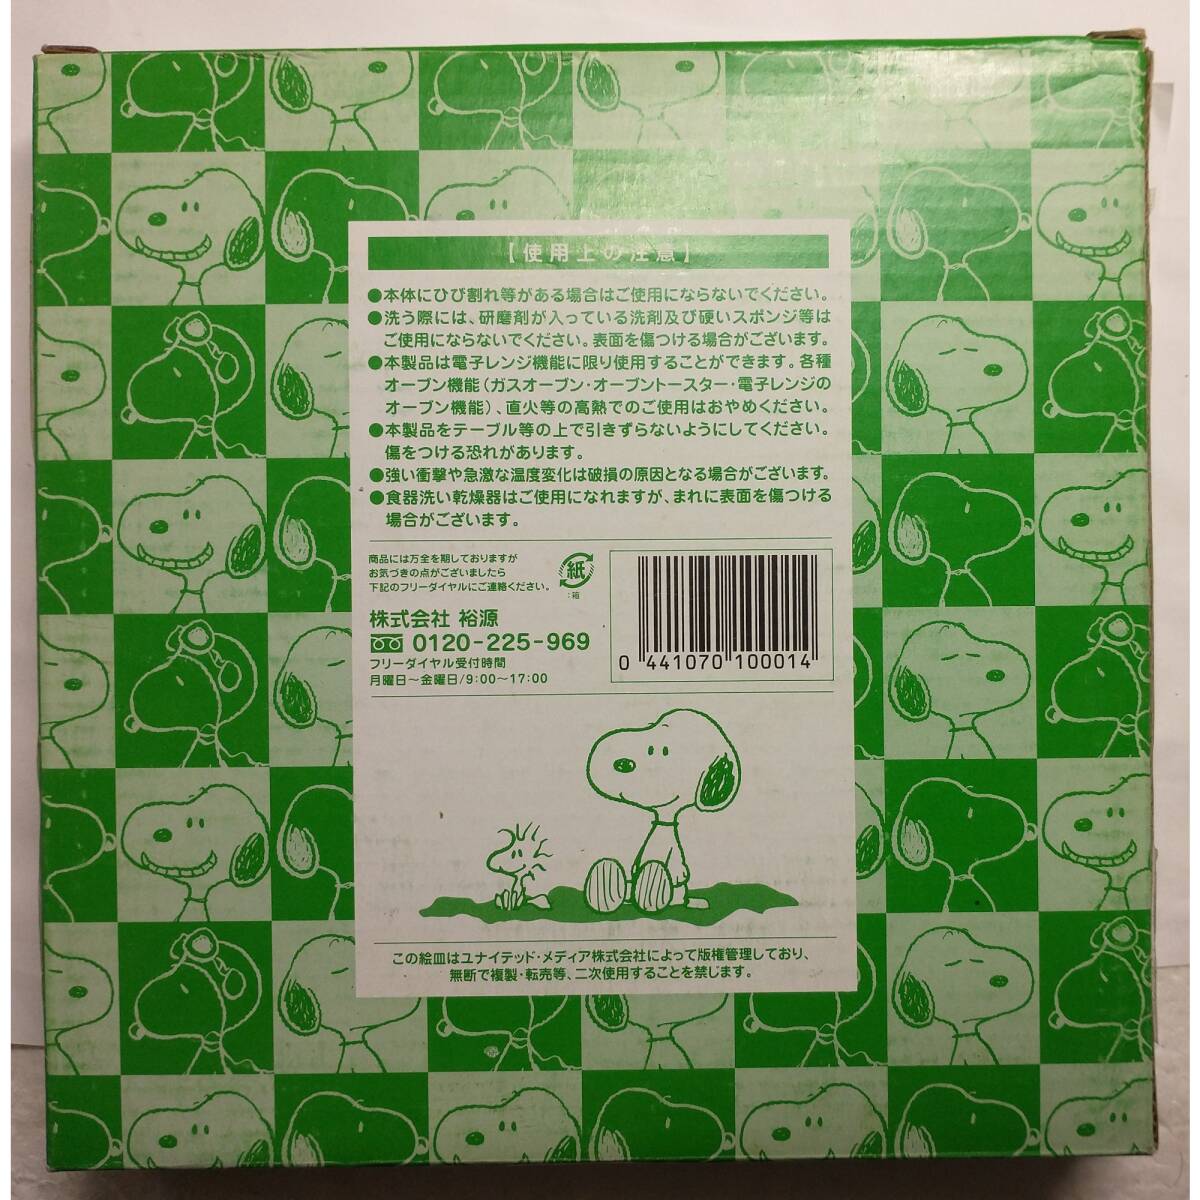 【使用上の注意】
●本体にひび割れ等がある場合はご使用にならないでください。
●洗う際には、研磨剤が入っている洗剤及び硬いスポンジ等は
ご使用にならないでください。表面を傷つける場合がございます。
●本製品は電子レンジ機能に限り使用することができます。各種
オーブン機能(ガスオーブン・オーブントースター・電子レンジの
オーブン機能)、直火等の高熱でのご使用はおやめください。
●本製品をテーブル等の上で引きずらないようにしてください。
傷をつける恐れがあります。
●強い衝撃や急激な温度変化は破損の原因となる場合がございます。
●食器洗い乾燥器はご使用になれますが、まれに表面を傷つける
場合がございます。
商品には万全を期しておりますが
お気づきの点がございましたら
下記のフリーダイヤルにご連絡ください。
紙
:箱
株式会社 裕源
0120-225-969
フリーダイヤル受付時間
月曜日〜金曜日/9:00〜17:00
0 441070 100014
この絵皿はユナイテッド・メディア株式会社によって版権管理しており、
無断で複製・転売等、二次使用することを禁じます。